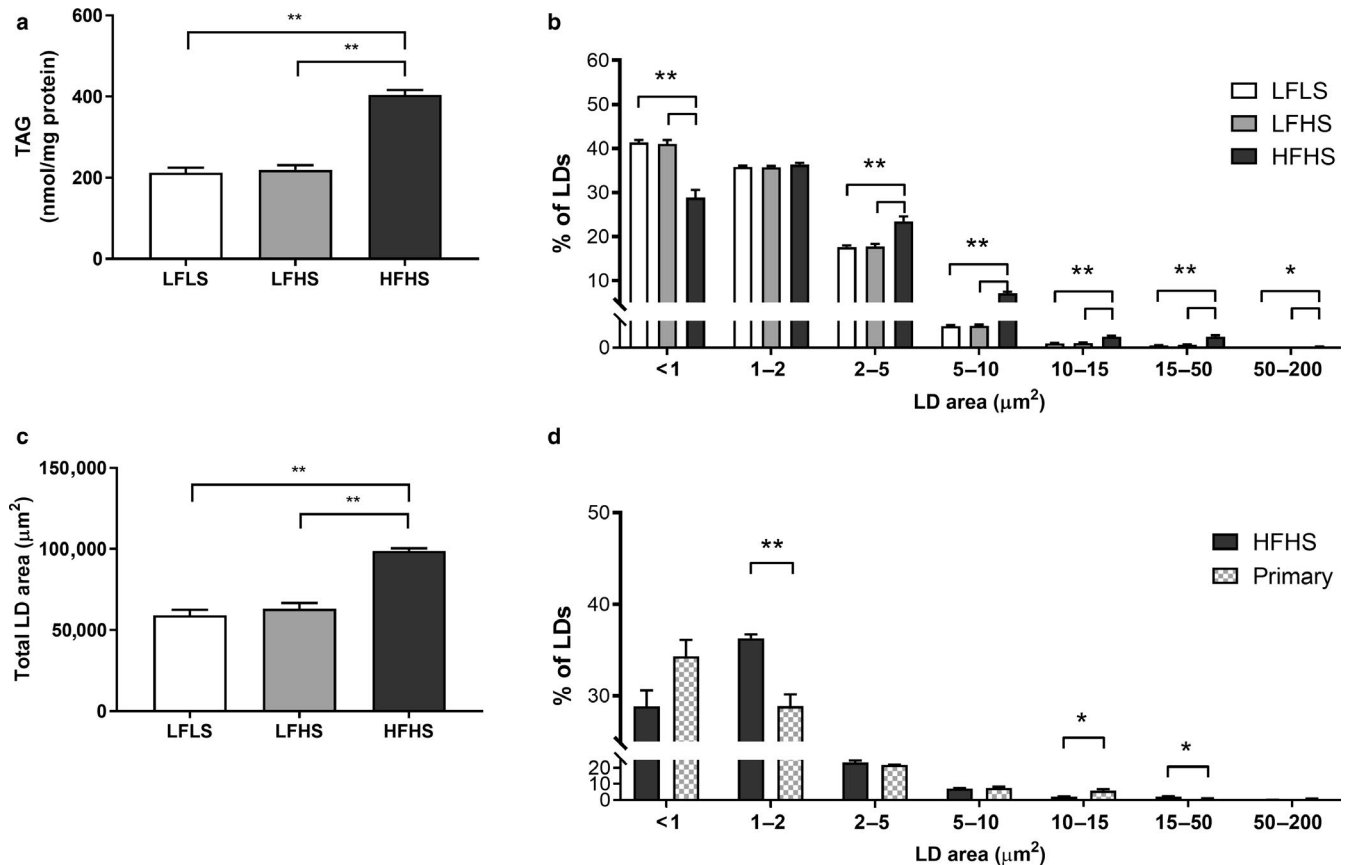 a
600
400
200
0
TAG
(nmol/mg protein)
**
**
LFLS LFHS HFHS
b
60
50
40
30
20
10
0
% of LDs
**
**
**
**
**
*
LFLS
LFHS
HFHS
<1 1–2 2–5 5–10 10–15 15–50 50–200
LD area (μm²)
c
150,000
100,000
50,000
0
Total LD area (μm²)
**
**
LFLS LFHS HFHS
d
50
40
30
20
10
0
% of LDs
**
*
*
HFHS
Primary
<1 1–2 2–5 5–10 10–15 15–50 50–200
LD area (μm²)